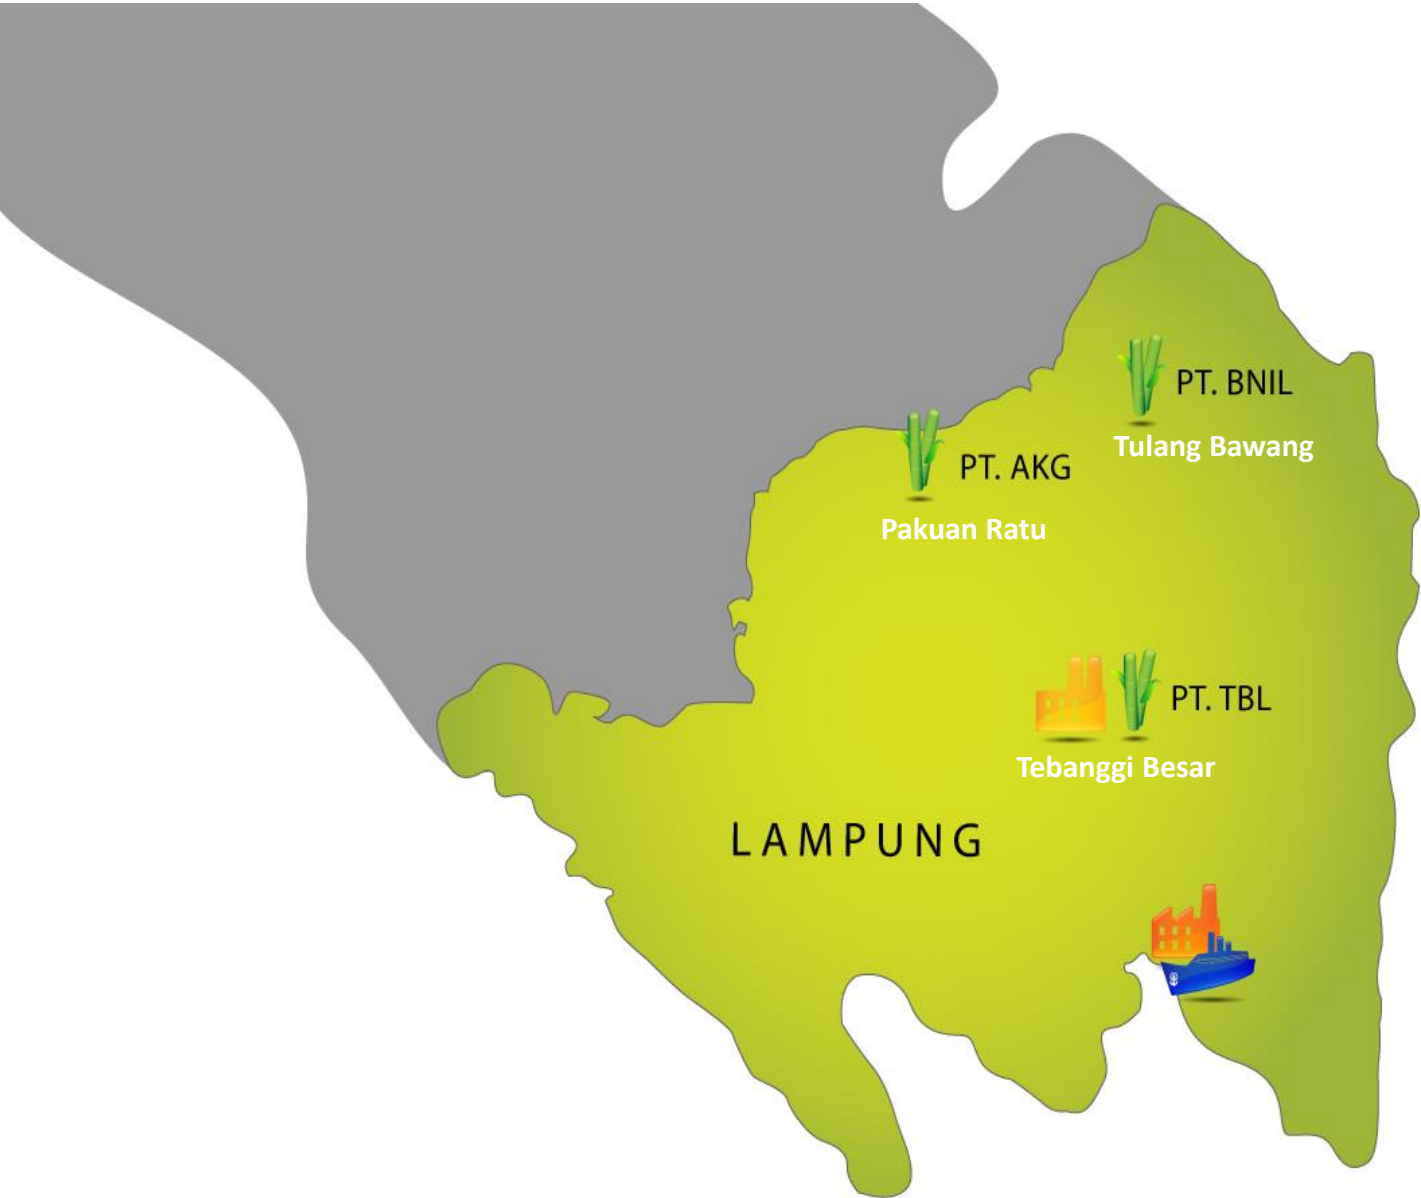 PT. BNIL
Tulang Bawang
PT. AKG
Pakuan Ratu
PT. TBL
Tebanggi Besar
LAMPUNG